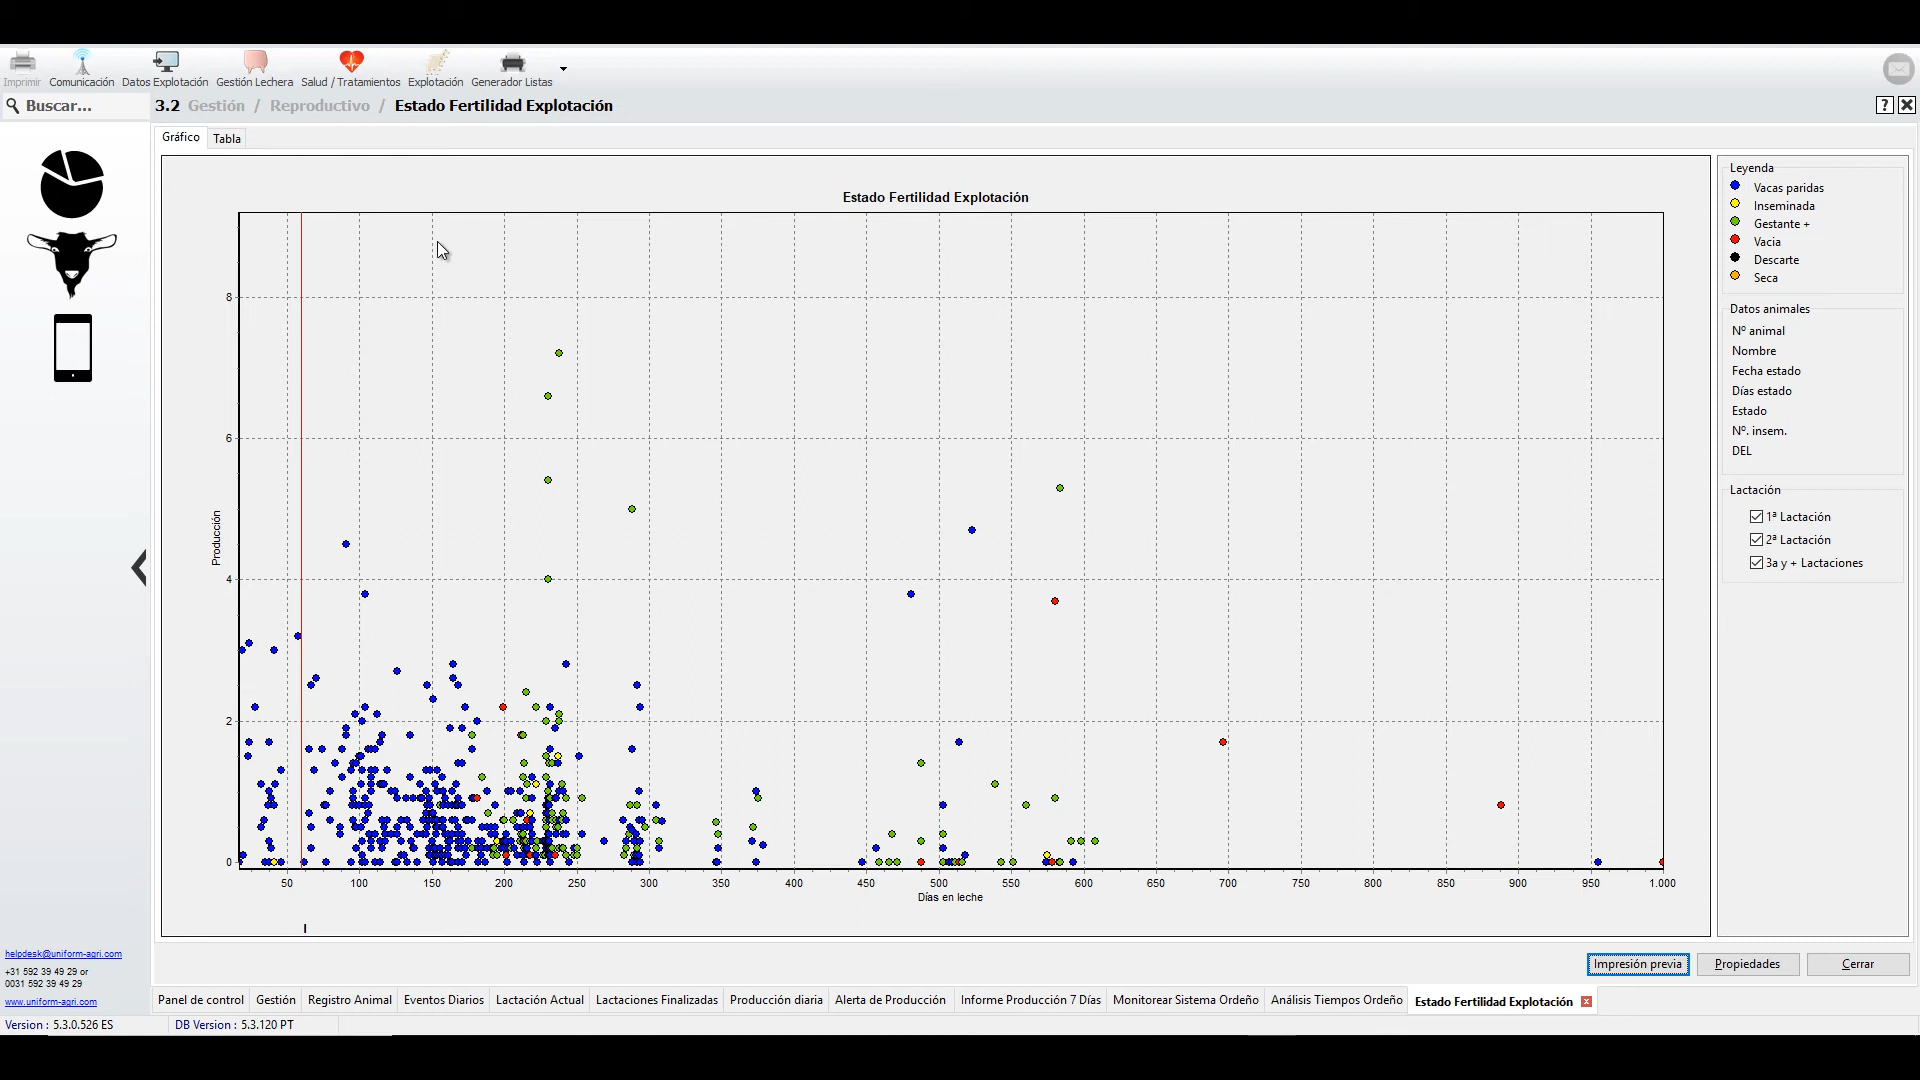 Imprimir Comunicación Datos Explotación Gestión Lechera Salud / Tratamientos Explotación Generador Listas
Buscar...
3.2 Gestión / Reproductivo / Estado Fertilidad Explotación
?
Gráfico Tabla
Estado Fertilidad Explotación
8
6
4
2
0
Producción
50 100 150 200 250 300 350 400 450 500 550 600 650 700 750 800 850 900 950 1.000
Días en leche
I
Leyenda
Vacas paridas
Inseminada
Gestante +
Vacia
Descarte
Seca
Datos animales
Nº animal
Nombre
Fecha estado
Días estado
Estado
Nº. insem.
DEL
Lactación
1ª Lactación
2ª Lactación
3a y + Lactaciones
Impresión previa Propiedades Cerrar
helpdesk@uniform-agri.com
+31 592 39 49 29 or
0031 592 39 49 29
www.uniform-agri.com
Panel de control Gestión Registro Animal Eventos Diarios Lactación Actual Lactaciones Finalizadas Producción diaria Alerta de Producción Informe Producción 7 Días Monitorear Sistema Ordeño Análisis Tiempos Ordeño Estado Fertilidad Explotación
Version : 5.3.0.526 ES DB Version : 5.3.120 PT